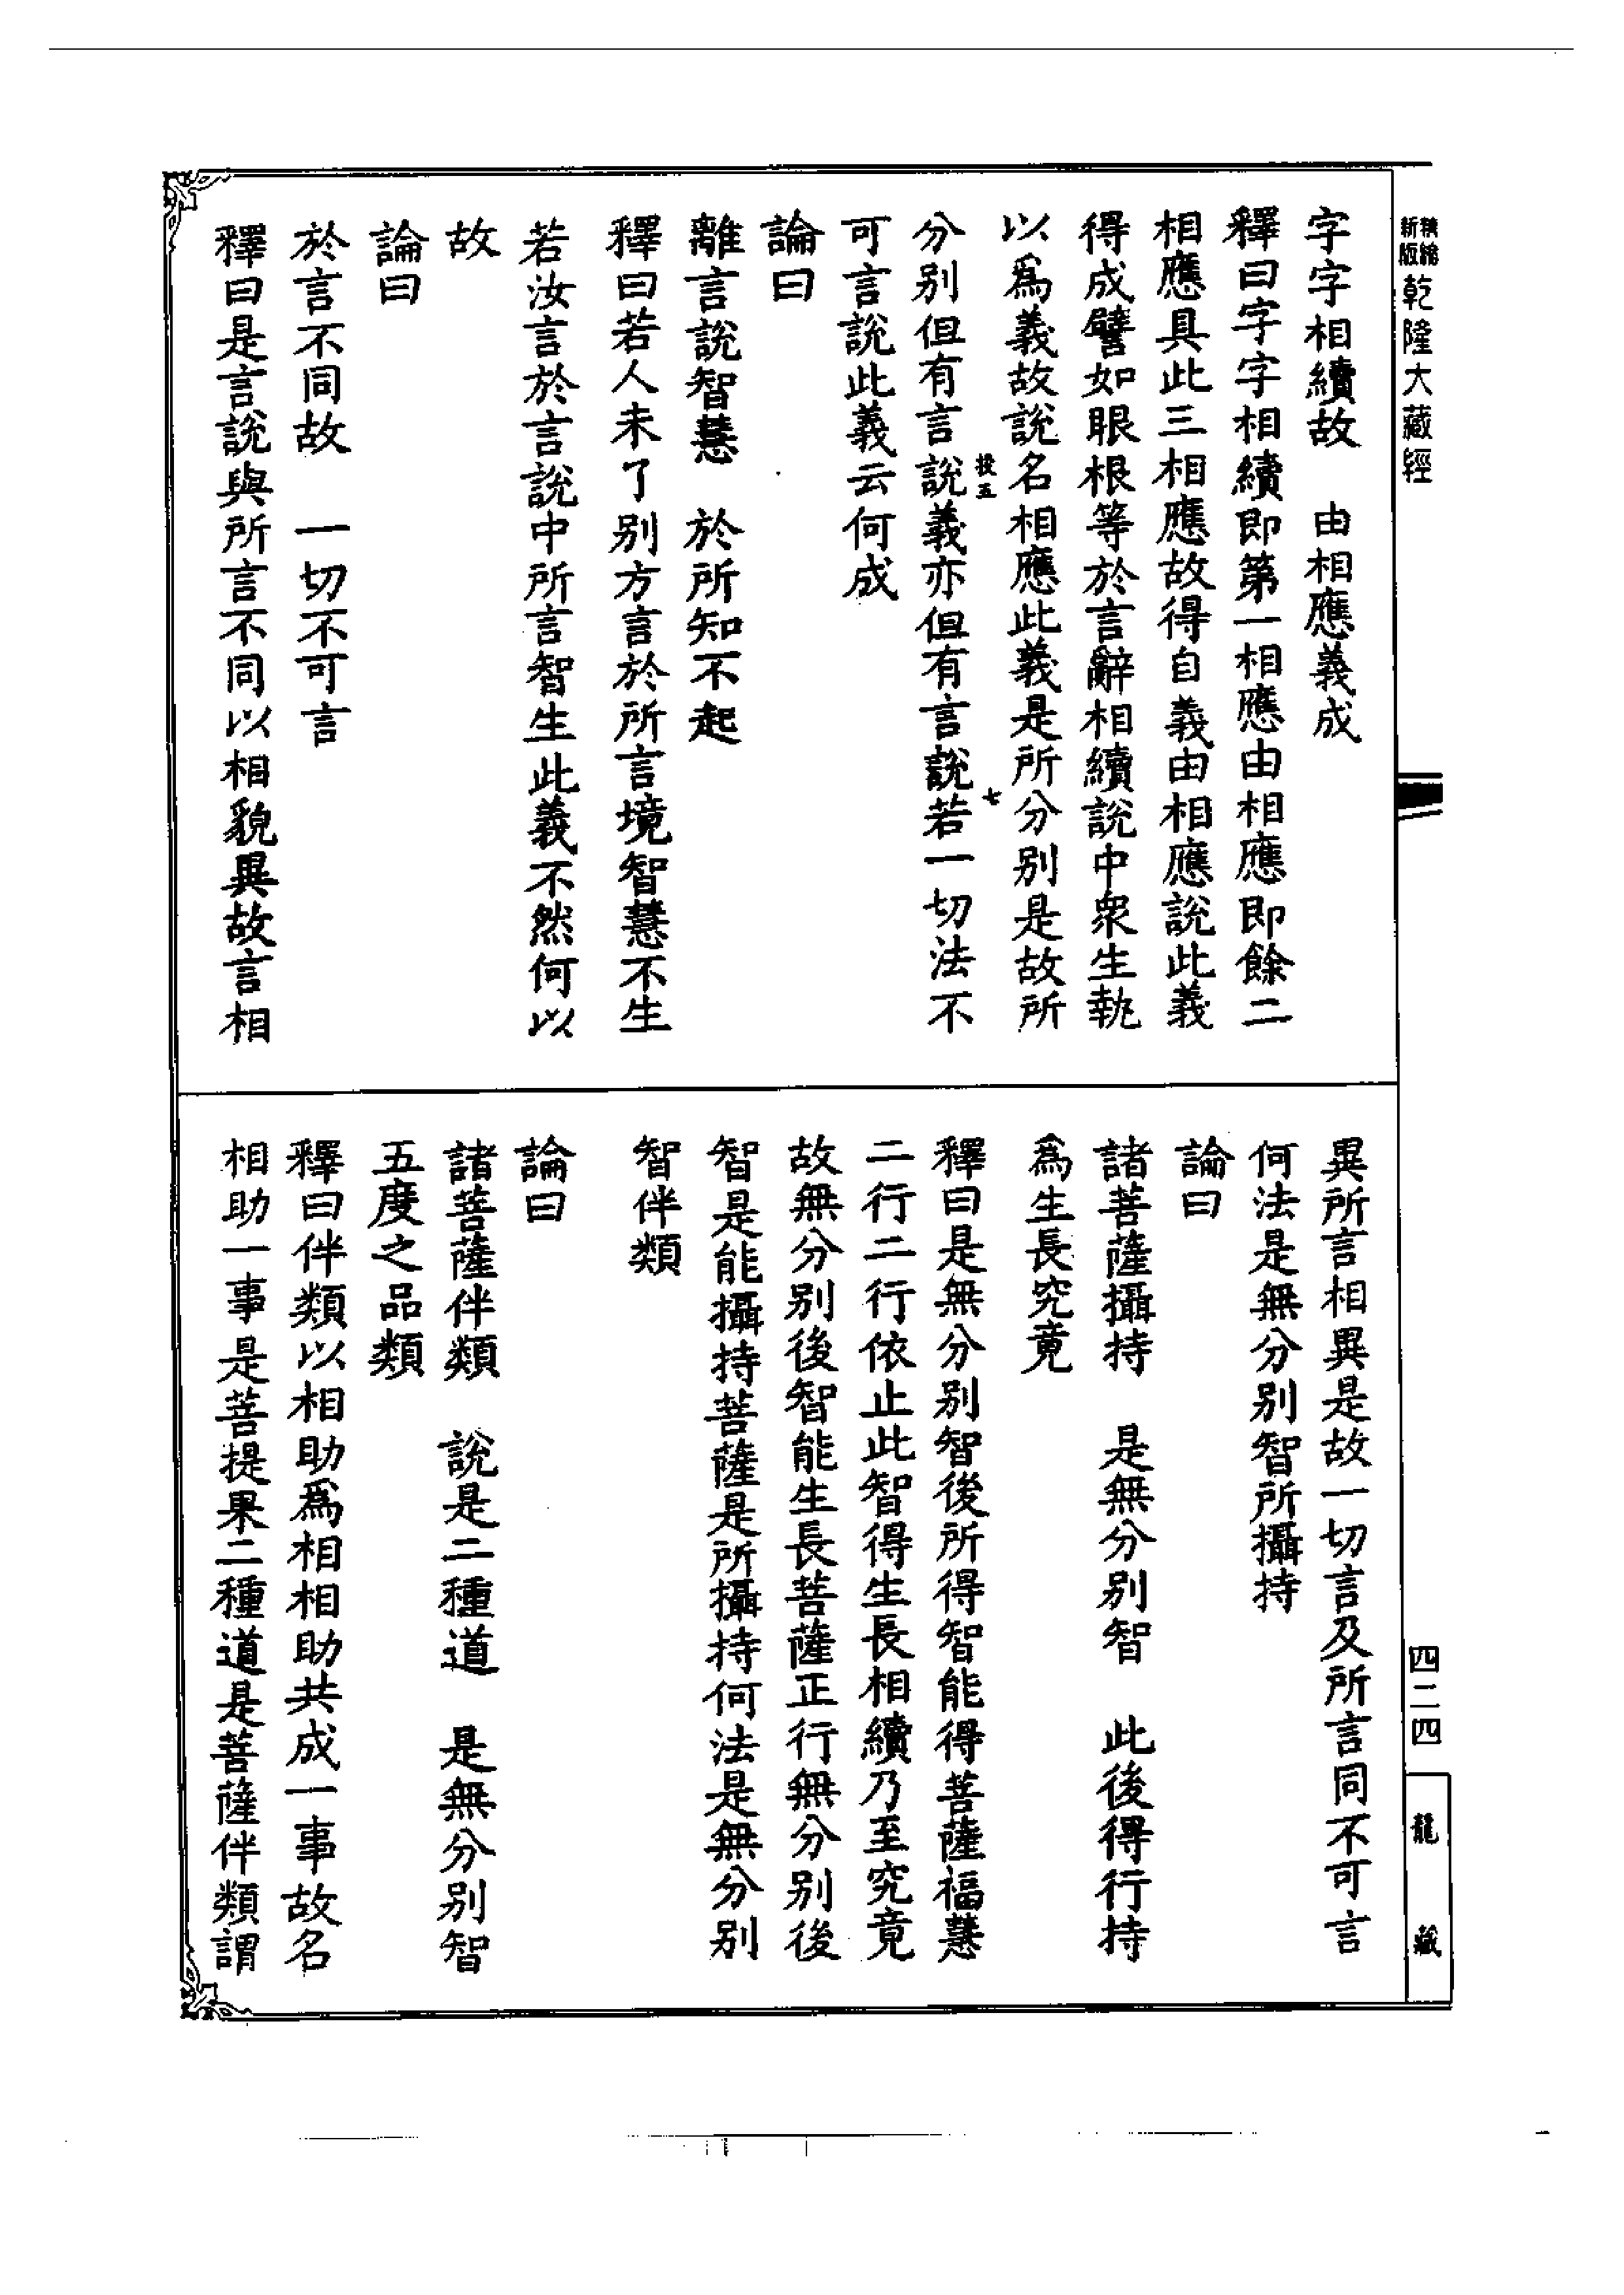 精縮
新版
乾隆大藏經
字字相續故　由相應義成
釋曰字字相續即第一相應由相應即餘二
相應具此三相應故得自義由相應說此義
得成譬如眼根等於言辭相續說中眾生執
以為義故說名相應此義是所分別是故所
投五　七
分別但有言說義亦但有言說若一切法不
可言說此義云何成
論曰
離言說智慧　於所知不起
釋曰若人未了別方言於所言境智慧不生
若汝言於言說中所言智生此義不然何以
故
論曰
於言不同故　一切不可言
釋曰是言說與所言不同以相貌異故言相
異所言相異是故一切言及所言同不可言
何法是無分別智所攝持
論曰
諸菩薩攝持　是無分別智　此後得行持
為生長究竟
釋曰是無分別智後所得智能得菩薩福慧
二行二行依止此智得生長相續乃至究竟
故無分別後智能生長菩薩正行無分別後
智是能攝持菩薩是所攝持何法是無分別
智伴類
論曰
諸菩薩伴類　說是二種道　是無分別智
五度之品類
釋曰伴類以相助為相相助共成一事故名
相助一事是菩提果二種道是菩薩伴類謂
四二四
龍藏